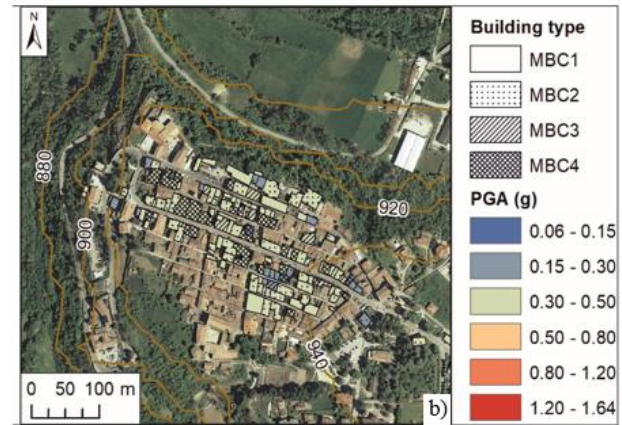 N
880
900
920
940
0 50 100 m
b)
Building type
MBC1
MBC2
MBC3
MBC4
PGA (g)
0.06 - 0.15
0.15 - 0.30
0.30 - 0.50
0.50 - 0.80
0.80 - 1.20
1.20 - 1.64